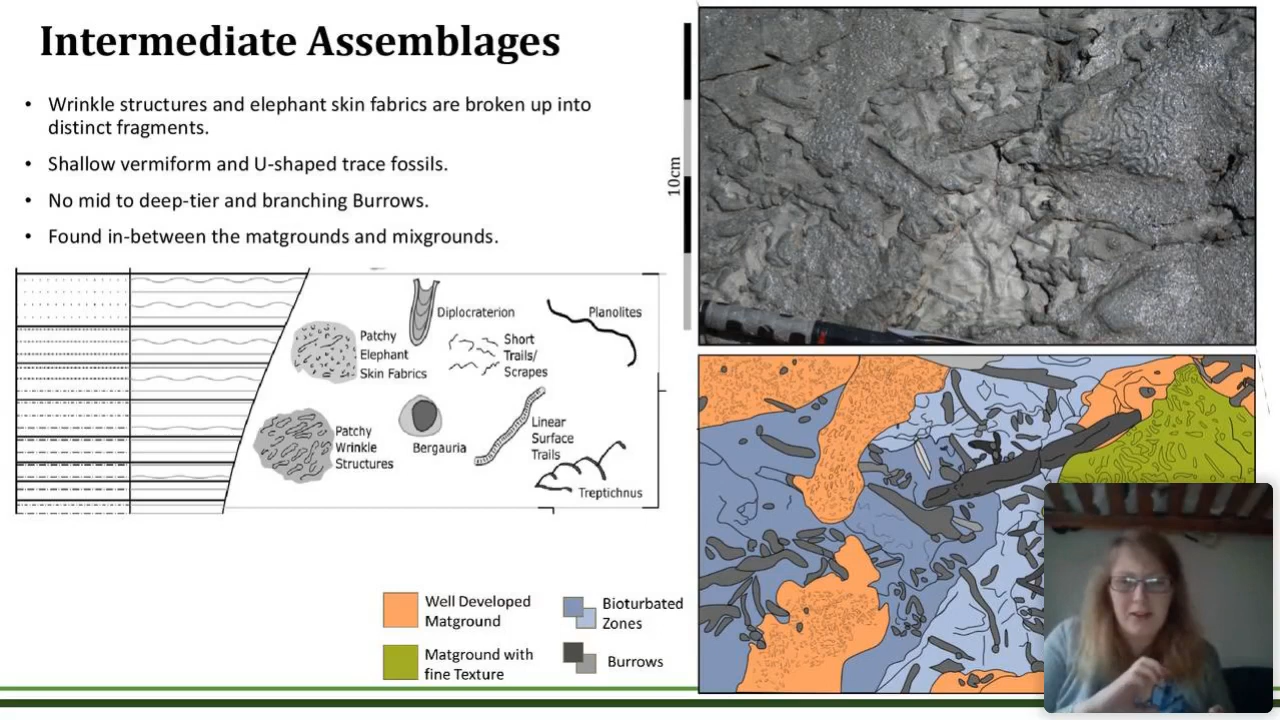 Intermediate Assemblages
• Wrinkle structures and elephant skin fabrics are broken up into
distinct fragments.
• Shallow vermiform and U-shaped trace fossils.
• No mid to deep-tier and branching Burrows.
• Found in-between the matgrounds and mixgrounds.
10cm
Diplocraterion
Planolites
Patchy
Elephant
Skin Fabrics
Short
Trails/
Scrapes
Patchy
Wrinkle
Structures
Bergauria
Linear
Surface
Trails
Treptichnus
Well Developed
Matground
Bioturbated
Zones
Matground with
fine Texture
Burrows